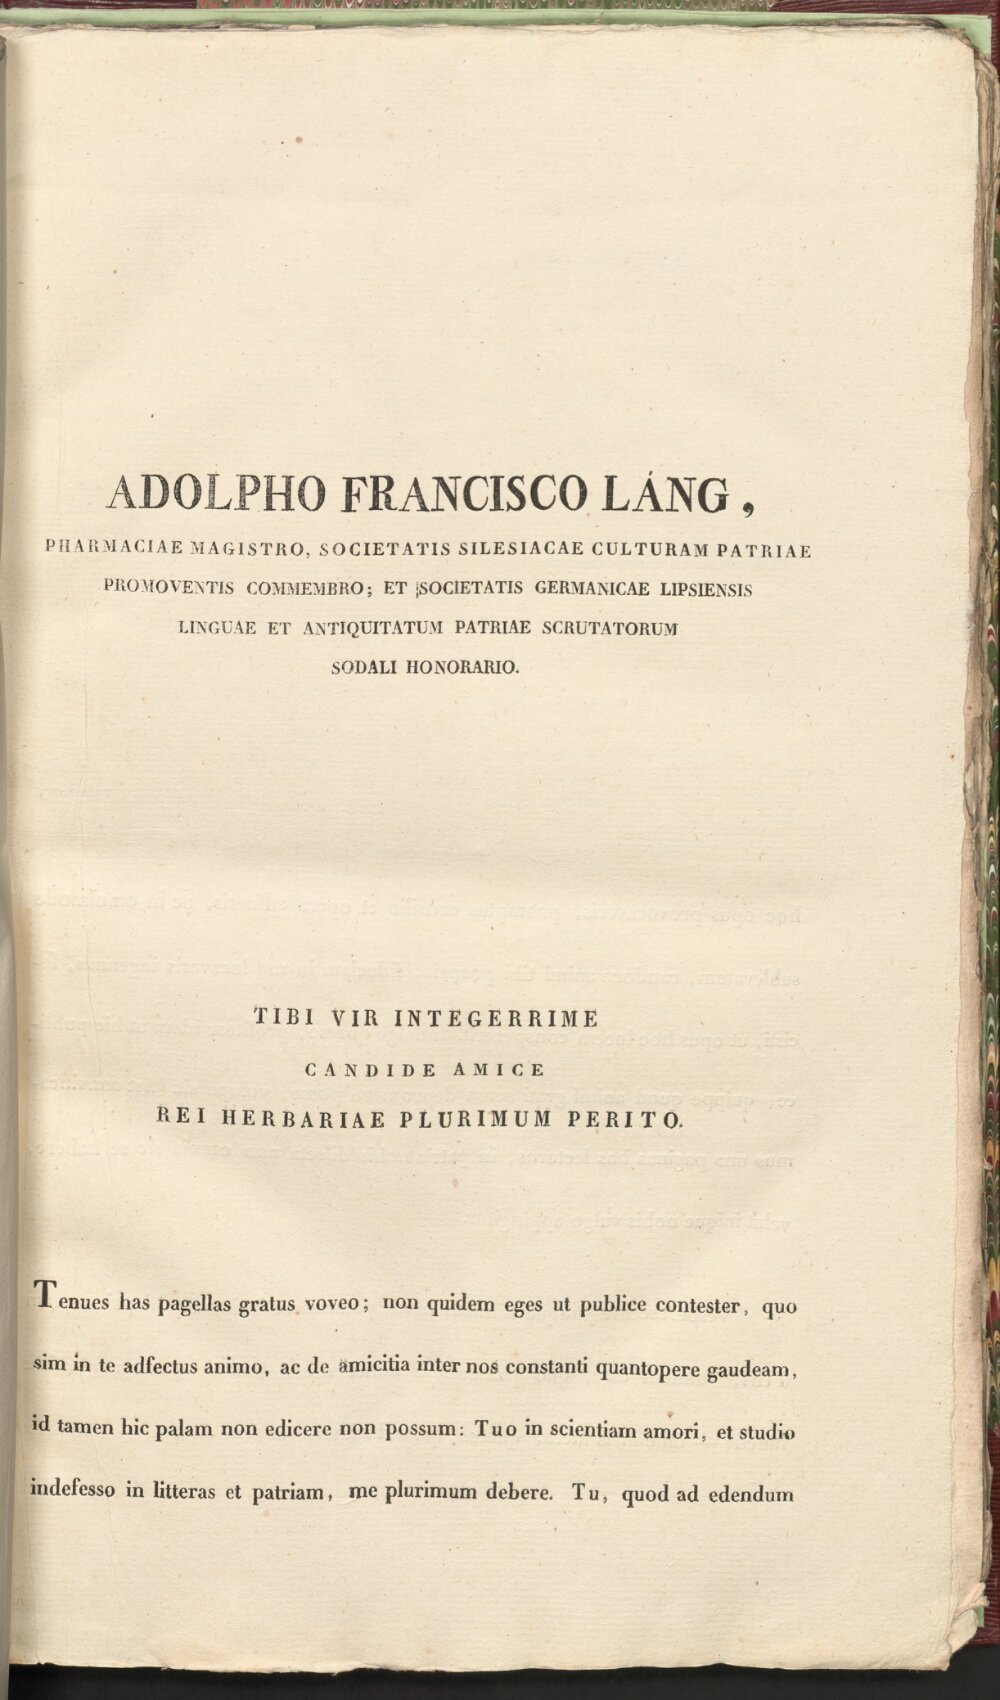 ADOLPHO FRANCISCO LÁNG,
PHARMACIAE MAGISTRO, SOCIETATIS SILESIACAE CULTURAM PATRIAE
PROMOVENTIS COMMEMBRO; ET SOCIETATIS GERMANICAE LIPSIENSIS
LINGUAE ET ANTIQUITATUM PATRIAE SCRUTATORUM
SODALI HONORARIO.
TIBI VIR INTEGERRIME
CANDIDE AMICE
REI HERBARIAE PLURIMUM PERITO.
Tenues has pagellas gratus voveo; non quidem eges ut publice contester, quo
sim in te adfectus animo, ac de amicitia inter nos constanti quantopere gaudeam,
id tamen hic palam non edicere non possum: Tuo in scientiam amori, et studio
indefesso in litteras et patriam, me plurimum debere. Tu, quod ad edendum